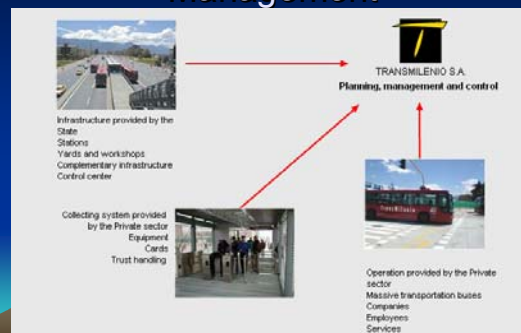 Management
TRANSMILENIO S.A.
Planning, management and control
Infrastructure provided by the
State
Stations
Yards and workshops
Complementary infrastructure
Control center
Collecting system provided
by the Private sector
Equipment
Cards
Trust handling
TransMilenio
Operation provided by the Private
sector
Massive transportation buses
Companies
Employees
Services